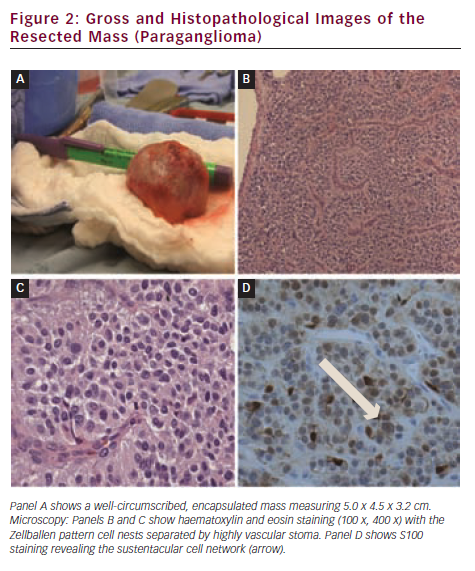 Figure 2: Gross and Histopathological Images of the
Resected Mass (Paraganglioma)
A
B
C
D
Panel A shows a well-circumscribed, encapsulated mass measuring 5.0 x 4.5 x 3.2 cm.
Microscopy: Panels B and C show haematoxylin and eosin staining (100 x, 400 x) with the
Zellballen pattern cell nests separated by highly vascular stoma. Panel D shows S100
staining revealing the sustentacular cell network (arrow).